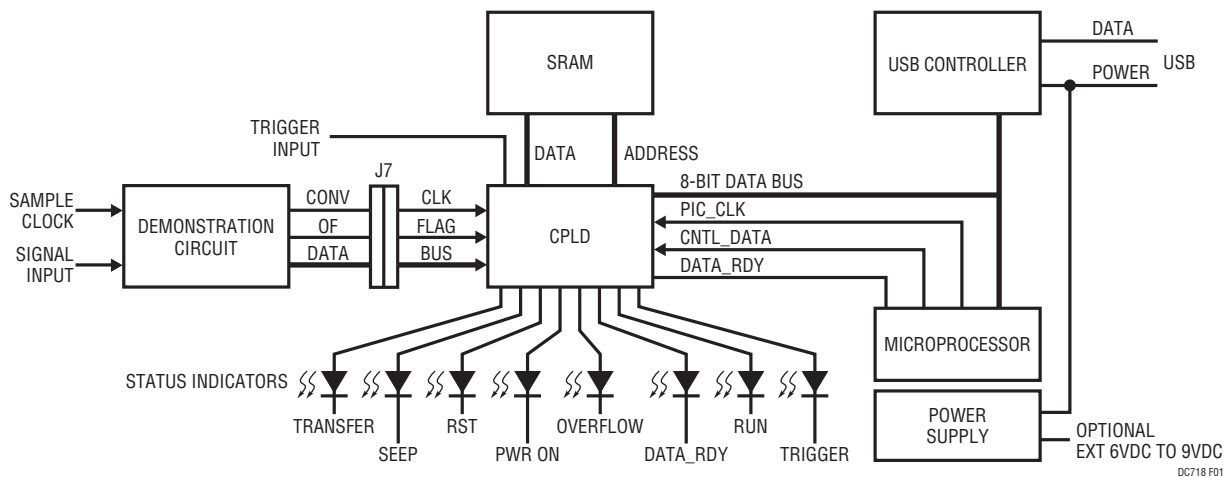 SRAM
USB CONTROLLER
DATA
POWER
USB
TRIGGER
INPUT
DATA
ADDRESS
J7
8-BIT DATA BUS
SAMPLE
CLOCK
SIGNAL
INPUT
DEMONSTRATION
CIRCUIT
CONV
OF
DATA
CLK
FLAG
BUS
CPLD
PIC_CLK
CNTL_DATA
DATA_RDY
MICROPROCESSOR
STATUS INDICATORS
TRANSFER
SEEP
RST
PWR ON
OVERFLOW
DATA_RDY
RUN
TRIGGER
POWER
SUPPLY
OPTIONAL
EXT 6VDC TO 9VDC
DC718 F01